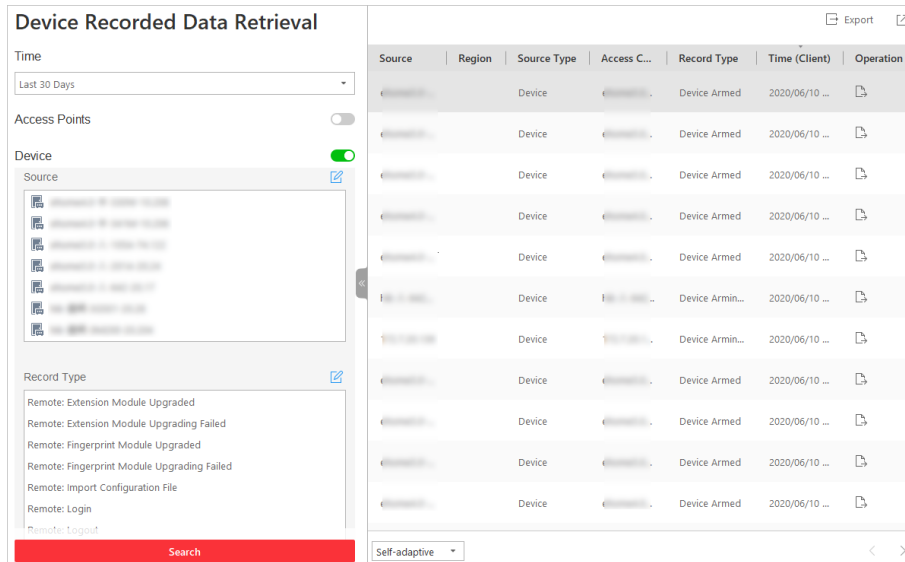 Device Recorded Data Retrieval
Time
Last 30 Days
Access Points
Device
Source
Record Type
Remote: Extension Module Upgraded
Remote: Extension Module Upgrading Failed
Remote: Fingerprint Module Upgraded
Remote: Fingerprint Module Upgrading Failed
Remote: Import Configuration File
Remote: Login
Remote: Logout
Search
Export
Source Region Source Type Access C... Record Type Time (Client) Operation
Device Device Armed 2020/06/10 ...
Device Device Armed 2020/06/10 ...
Device Device Armed 2020/06/10 ...
Device Device Armed 2020/06/10 ...
Device Device Armed 2020/06/10 ...
Device Device Armin... 2020/06/10 ...
Device Device Armin... 2020/06/10 ...
Device Device Armed 2020/06/10 ...
Device Device Armed 2020/06/10 ...
Device Device Armed 2020/06/10 ...
Device Device Armed 2020/06/10 ...
Self-adaptive